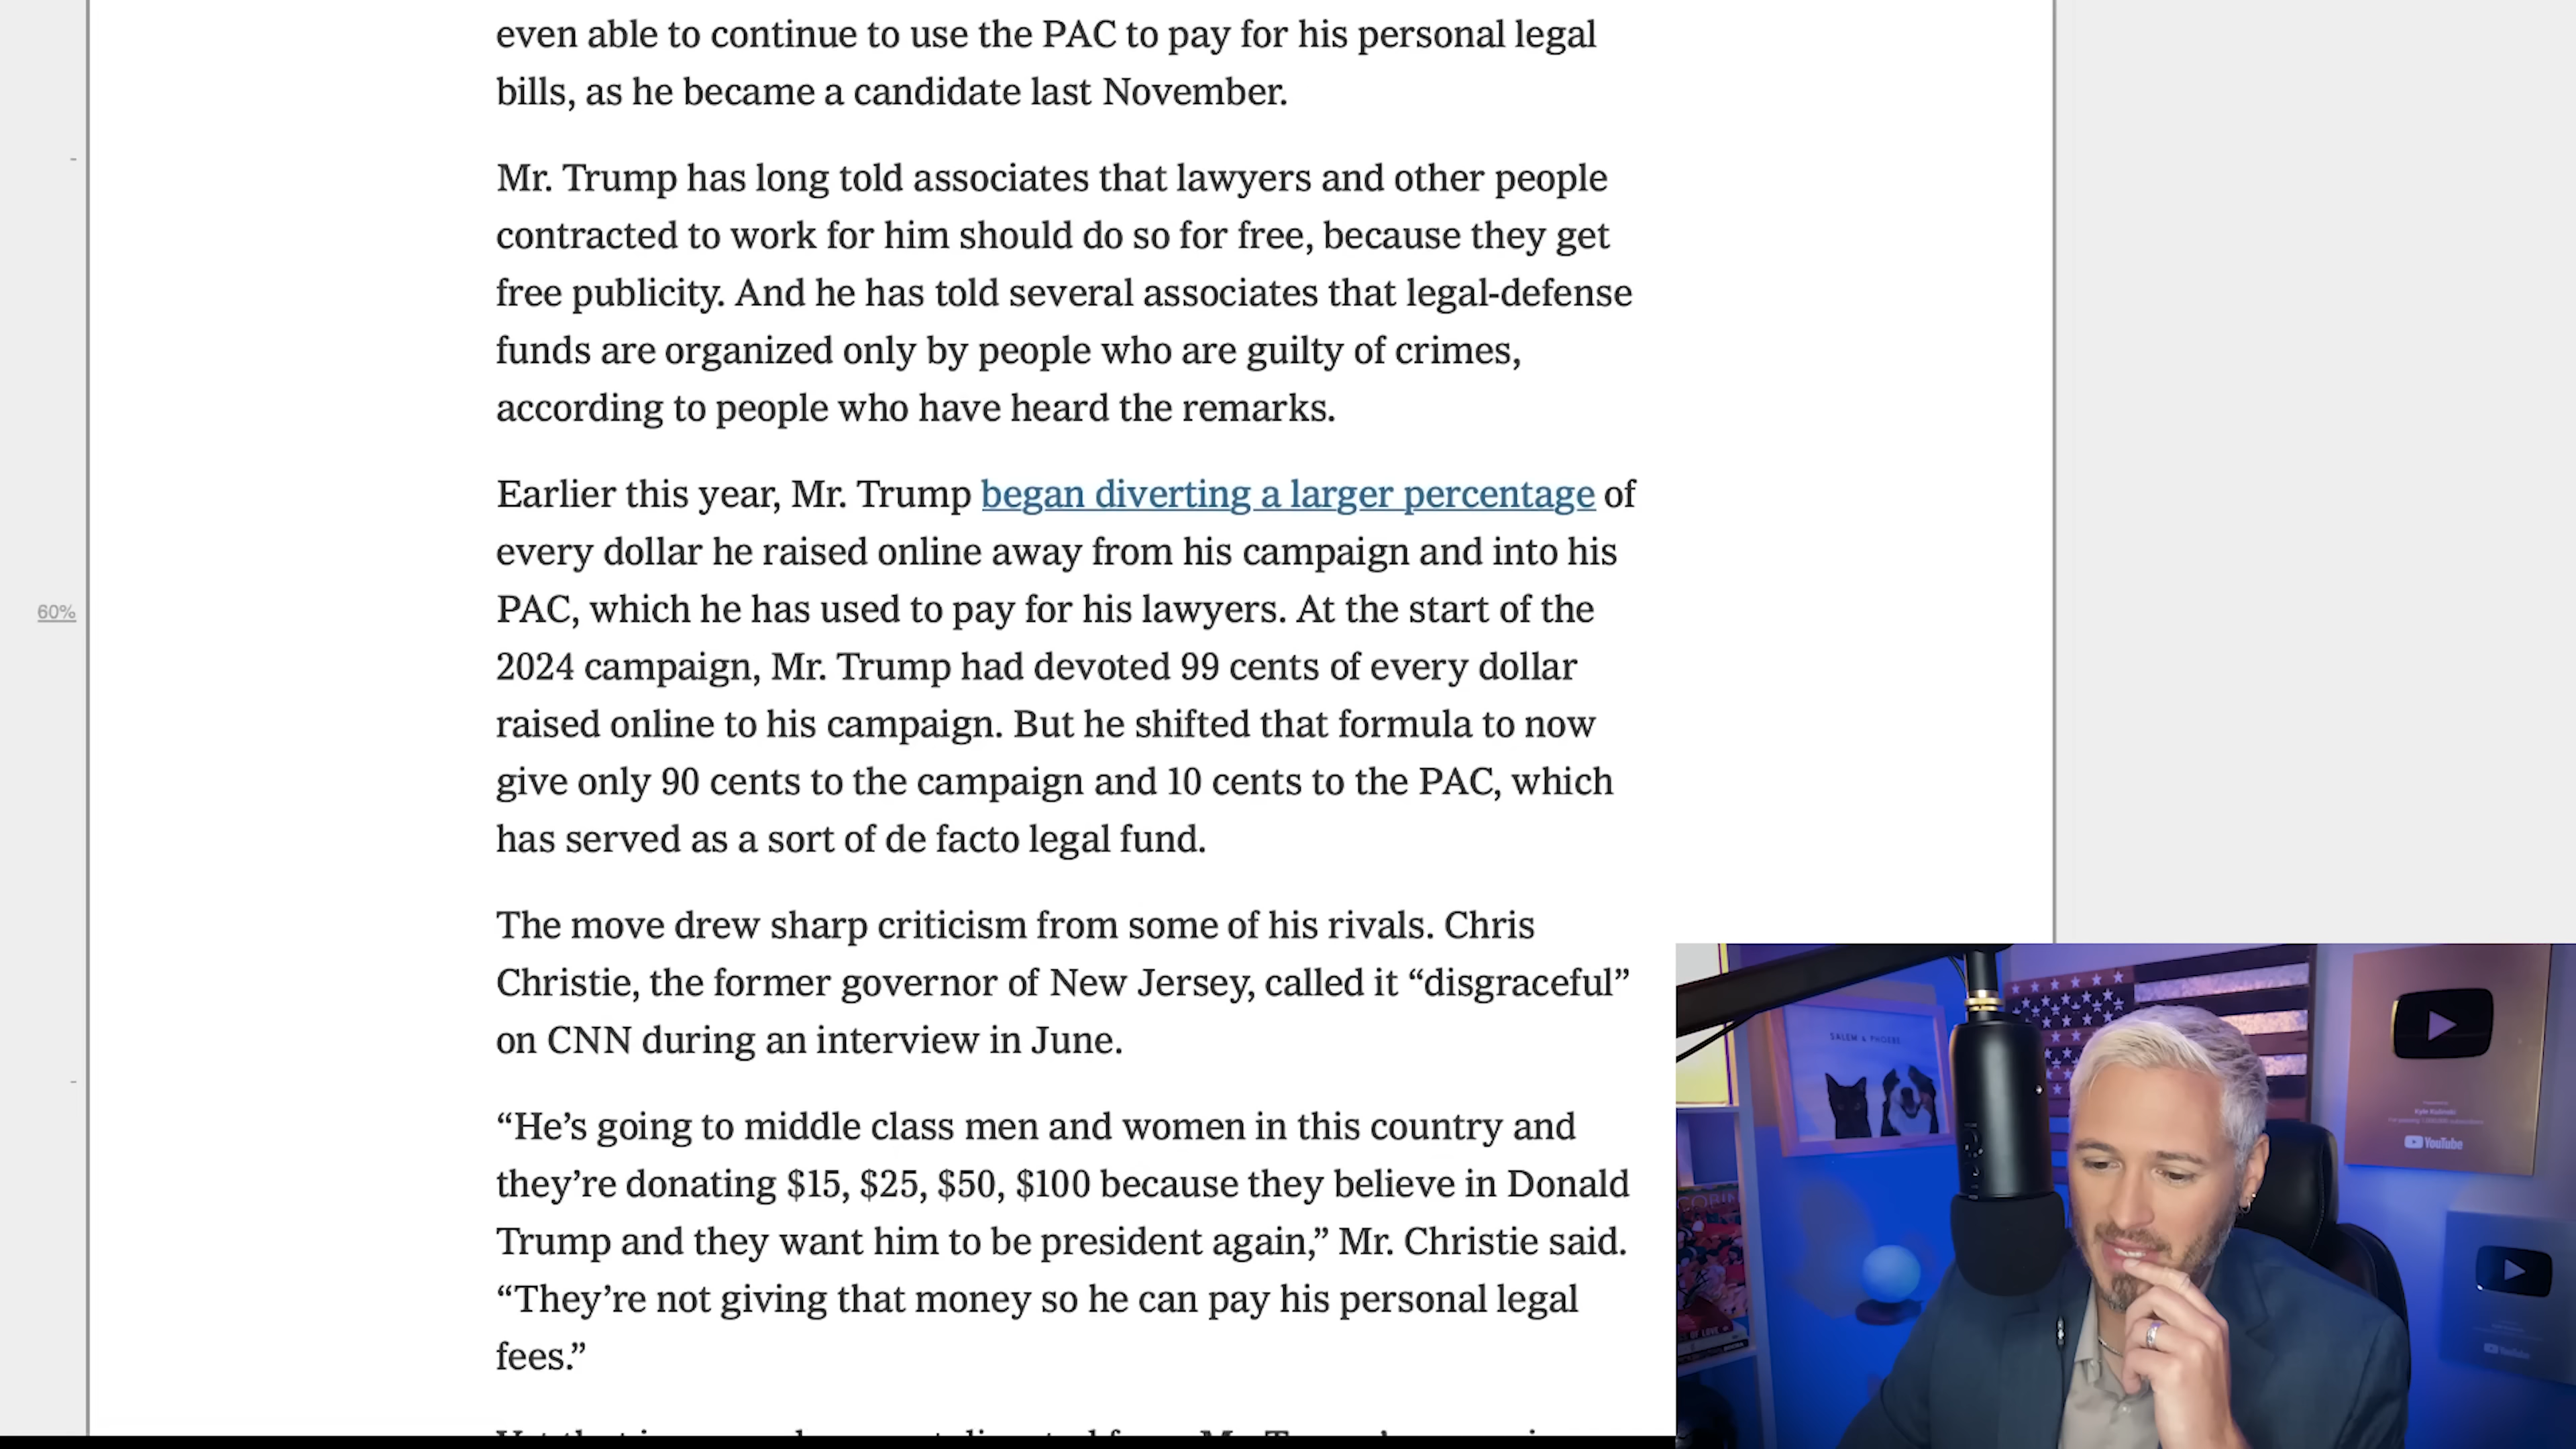 even able to continue to use the PAC to pay for his personal legal
bills, as he became a candidate last November.
Mr. Trump has long told associates that lawyers and other people
contracted to work for him should do so for free, because they get
free publicity. And he has told several associates that legal-defense
funds are organized only by people who are guilty of crimes,
according to people who have heard the remarks.
Earlier this year, Mr. Trump began diverting a larger percentage of
every dollar he raised online away from his campaign and into his
PAC, which he has used to pay for his lawyers. At the start of the
2024 campaign, Mr. Trump had devoted 99 cents of every dollar
60%
raised online to his campaign. But he shifted that formula to now
give only 90 cents to the campaign and 10 cents to the PAC, which
has served as a sort of de facto legal fund.
The move drew sharp criticism from some of his rivals. Chris
Christie, the former governor of New Jersey, called it “disgraceful”
on CNN during an interview in June.
“He’s going to middle class men and women in this country and
they’re donating $15, $25, $50, $100 because they believe in Donald
Trump and they want him to be president again,” Mr. Christie said.
“They’re not giving that money so he can pay his personal legal
fees.”
SALEM & PHOEBE
YouTube
YouTube